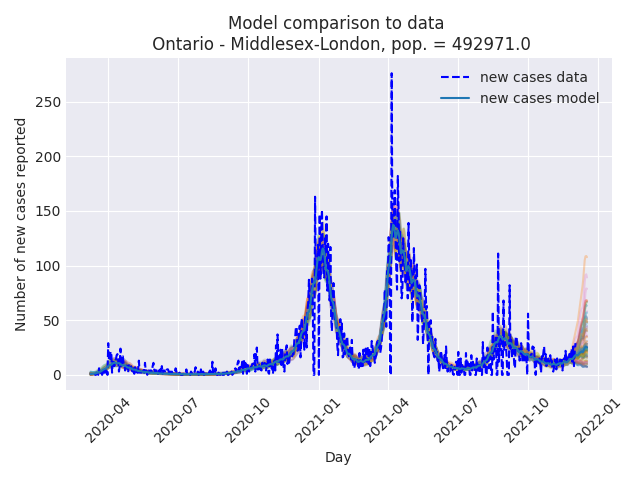 Model comparison to data
Ontario - Middlesex-London, pop. = 492971.0
new cases data
new cases model
Number of new cases reported
250
200
150
100
50
0
2020-04
2020-07
2020-10
2021-01
2021-04
2021-07
2021-10
2022-01
Day